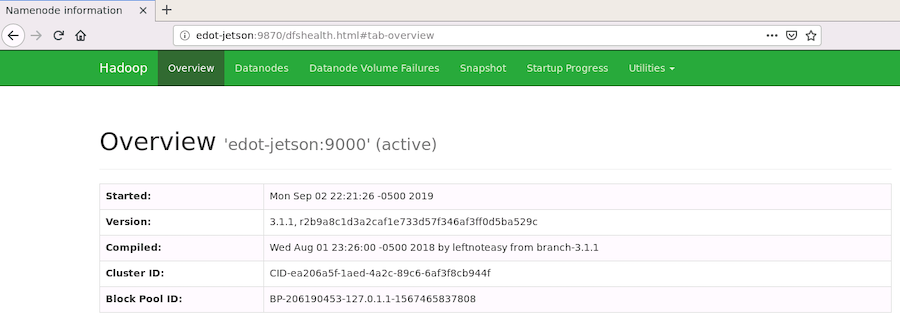 Namenode information
edot-jetson:9870/dfshealth.html#tab-overview
Hadoop Overview Datanodes Datanode Volume Failures Snapshot Startup Progress Utilities
Overview 'edot-jetson:9000' (active)
Started: Mon Sep 02 22:21:26 -0500 2019
Version: 3.1.1, r2b9a8c1d3a2caf1e733d57f346af3ff0d5ba529c
Compiled: Wed Aug 01 23:26:00 -0500 2018 by leftnoteasy from branch-3.1.1
Cluster ID: CID-ea206a5f-1aed-4a2c-89c6-6af3f8cb944f
Block Pool ID: BP-206190453-127.0.1.1-1567465837808